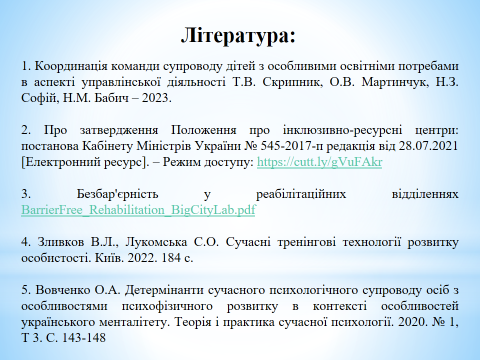 Література:
1. Координація команди супроводу дітей з особливими освітніми потребами
в аспекті управлінської діяльності Т.В. Скрипник, О.В. Мартинчук, Н.З.
Софій, Н.М. Бабич – 2023.
2. Про затвердження Положення про інклюзивно-ресурсні центри:
постанова Кабінету Міністрів України № 545-2017-п редакція від 28.07.2021
[Електронний ресурс]. – Режим доступу: https://cutt.ly/gVuFAkr
3. Безбар'єрність у реабілітаційних відділеннях
BarrierFree_Rehabilitation_BigCityLab.pdf
4. Зливков В.Л., Лукомська С.О. Сучасні тренінгові технології розвитку
особистості. Київ. 2022. 184 с.
5. Вовченко О.А. Детермінанти сучасного психологічного супроводу осіб з
особливостями психофізичного розвитку в контексті особливостей
українського менталітету. Теорія і практика сучасної психології. 2020. № 1,
Т 3. С. 143-148